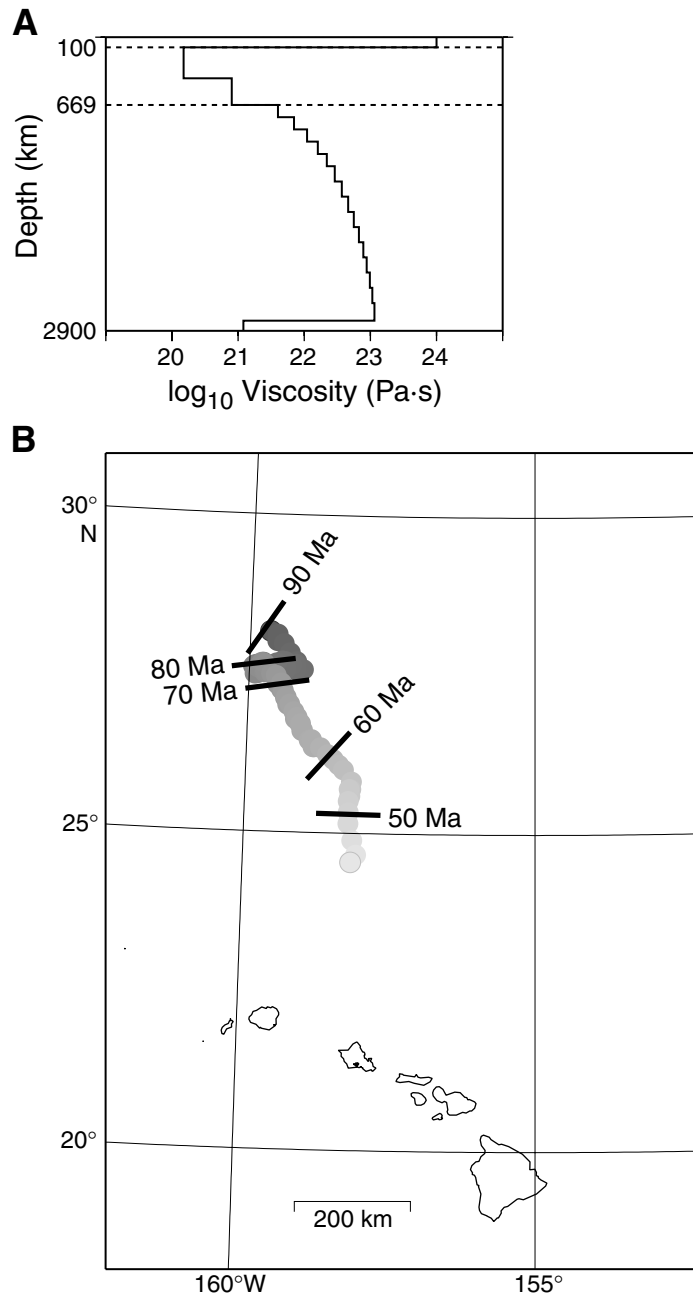 A
100
669
2900
Depth (km)
20 21 22 23 24
log10 Viscosity (Pa·s)
B
30°
N
90 Ma
80 Ma
70 Ma
60 Ma
50 Ma
25°
20°
200 km
160°W 155°